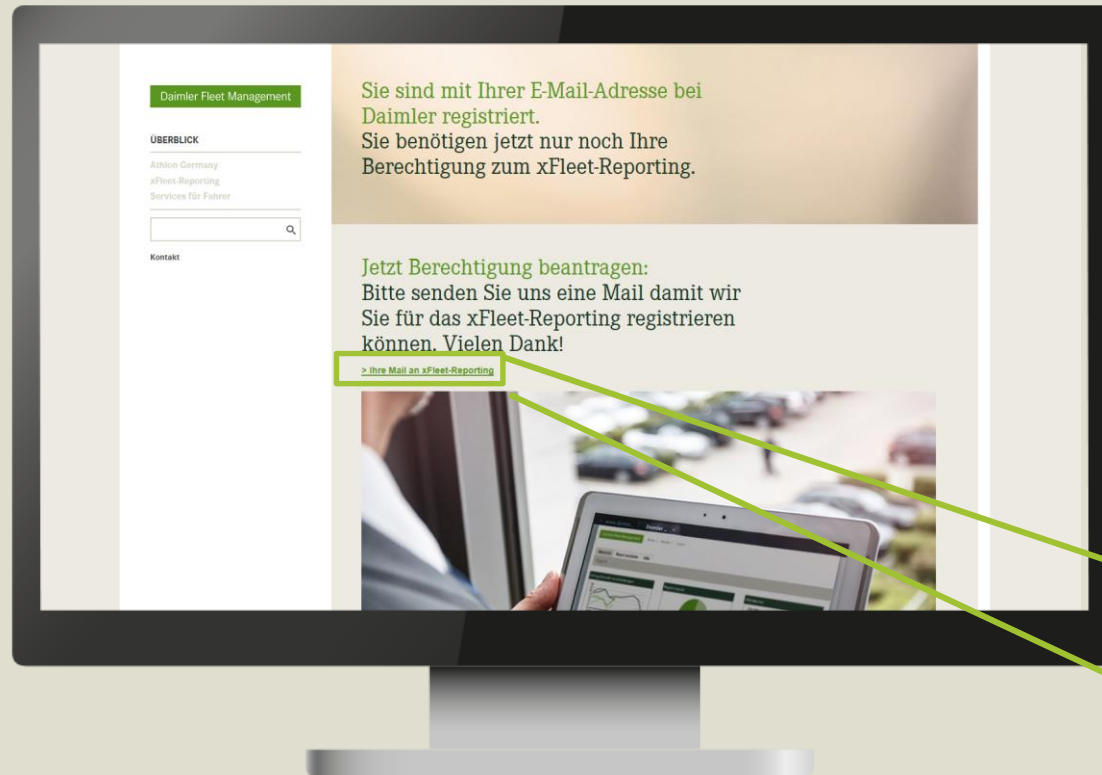 Daimler Fleet Management
ÜBERBLICK
Athlon Germany
xFleet-Reporting
Services für Fahrer
Kontakt
Sie sind mit Ihrer E-Mail-Adresse bei
Daimler registriert.
Sie benötigen jetzt nur noch Ihre
Berechtigung zum xFleet-Reporting.
Jetzt Berechtigung beantragen:
Bitte senden Sie uns eine Mail damit wir
Sie für das xFleet-Reporting registrieren
können. Vielen Dank!
> Ihre Mail an xFleet-Reporting